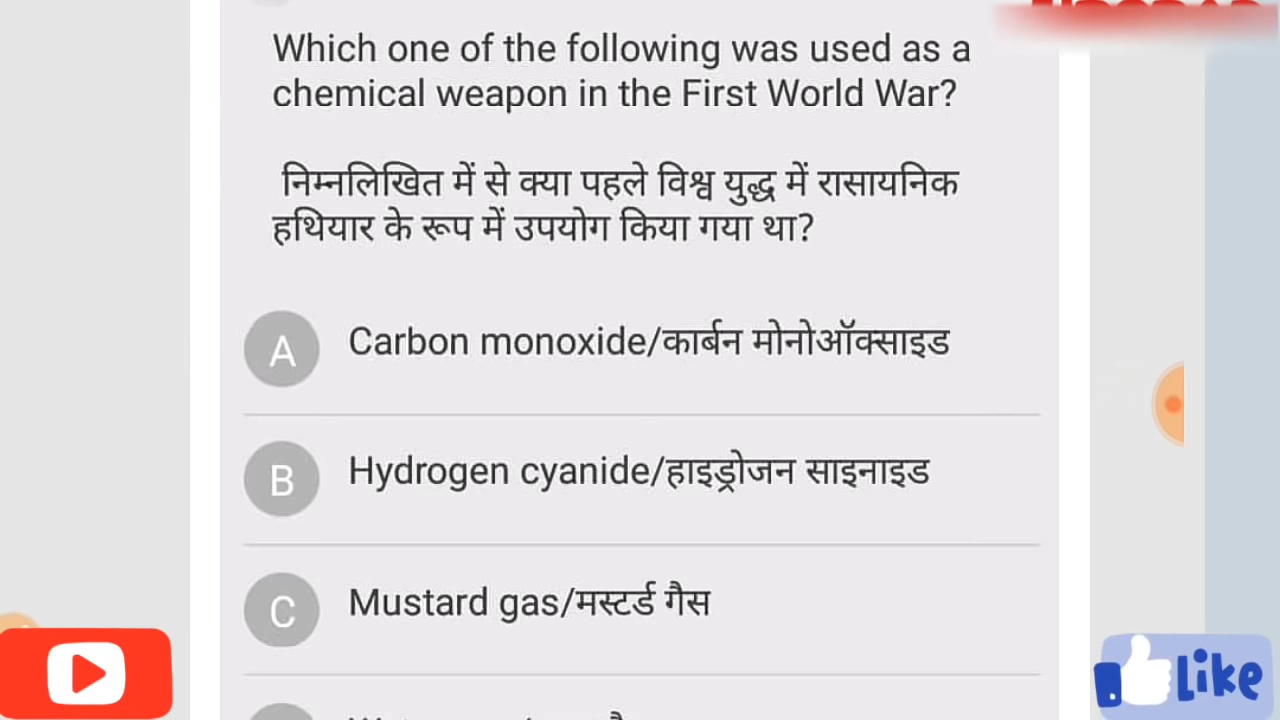 Which one of the following was used as a
chemical weapon in the First World War?
निम्नलिखित में से क्या पहले विश्व युद्ध में रासायनिक
हथियार के रूप में उपयोग किया गया था?
A Carbon monoxide/कार्बन मोनोऑक्साइड
B Hydrogen cyanide/हाइड्रोजन साइनाइड
C Mustard gas/मस्टर्ड गैस
Like